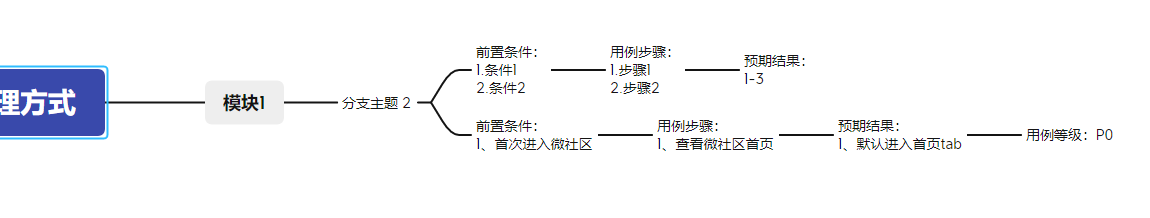 理方式
模块1
分支主题 2
前置条件：
1.条件1
2.条件2
用例步骤：
1.步骤1
2.步骤2
预期结果：
1-3
前置条件：
1、首次进入微社区
用例步骤：
1、查看微社区首页
预期结果：
1、默认进入首页tab
用例等级：P0